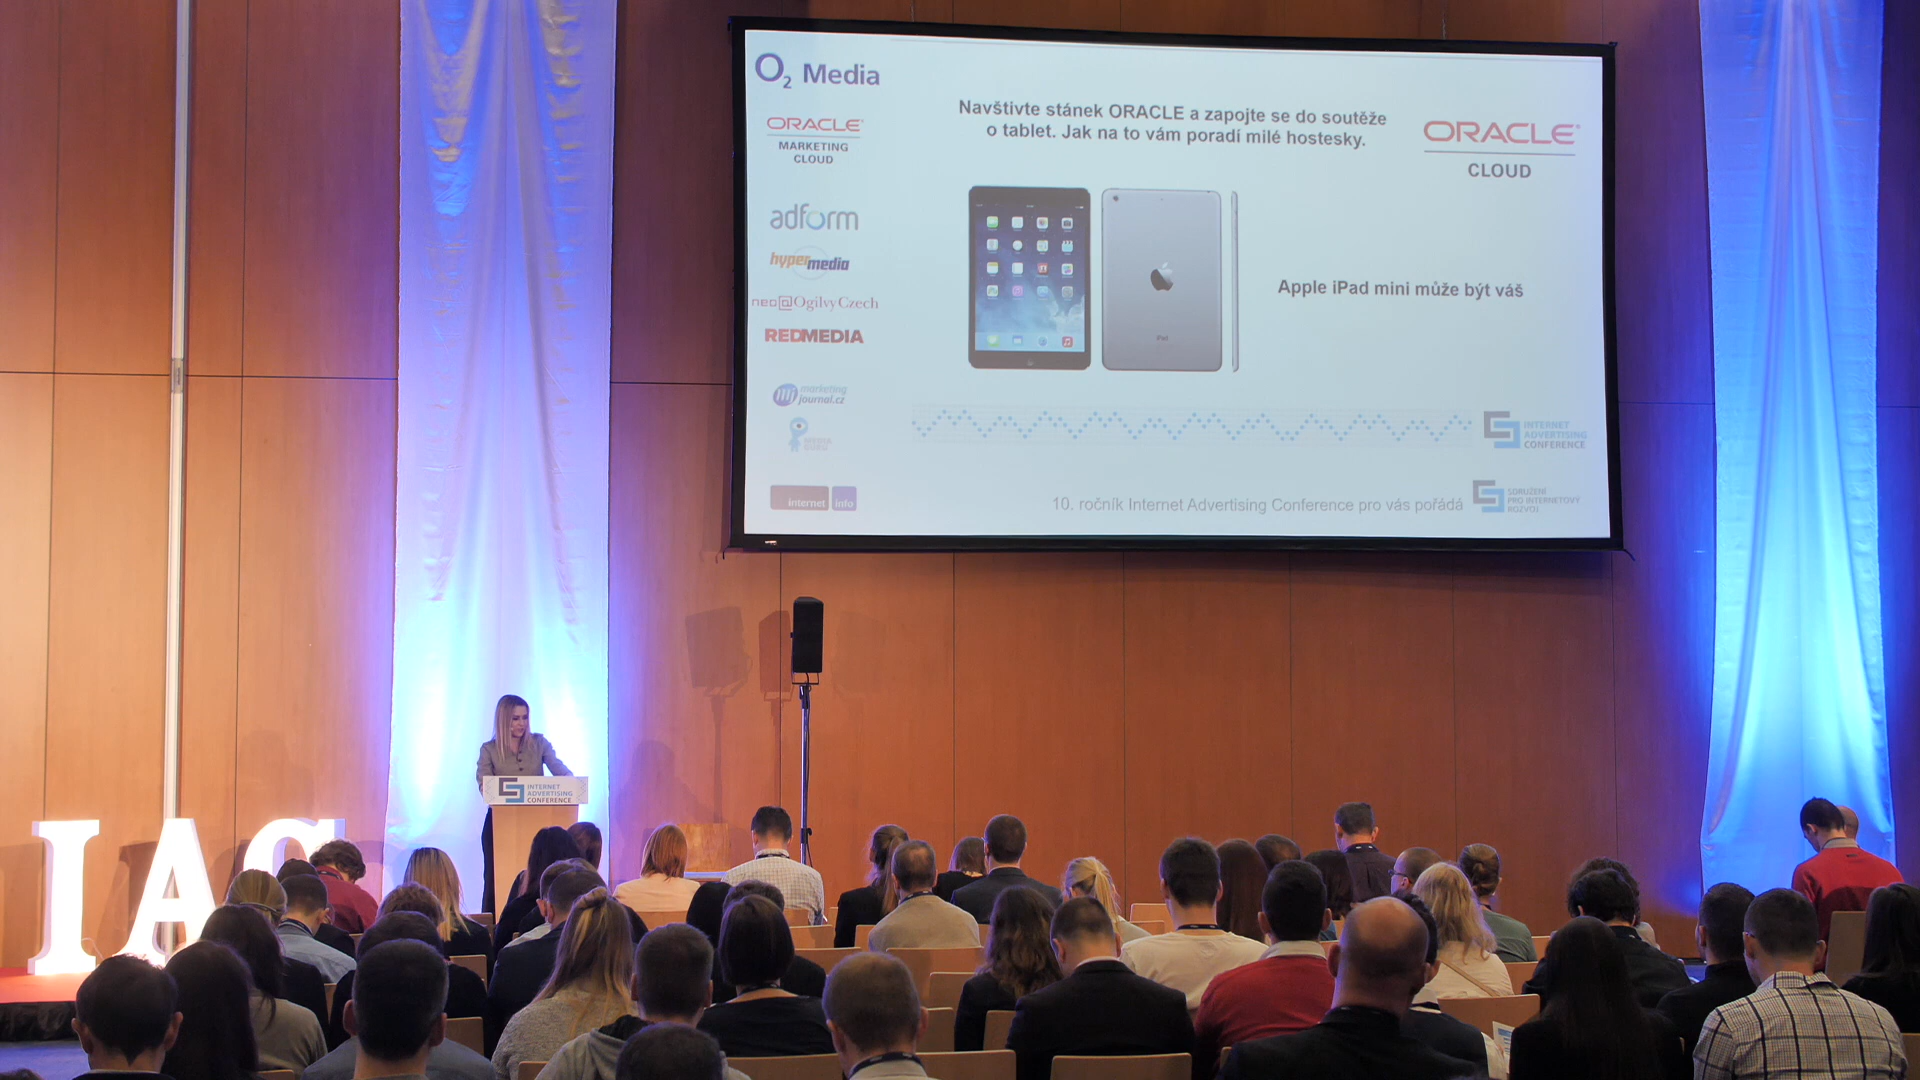 O2 Media
ORACLE
MARKETING
CLOUD
adform
hypermedia
neo@OgilvyCzech
REDMEDIA
marketing
journal.cz
internet info
Navštivte stánek ORACLE a zapojte se do soutěže
o tablet. Jak na to vám poradí milé hostesky.
ORACLE
CLOUD
iPad
Apple iPad mini může být váš
INTERNET
ADVERTISING
CONFERENCE
10. ročník Internet Advertising Conference pro vás pořádá
SDRUŽENÍ
PRO INTERNETOVÝ
ROZVOJ
INTERNET
ADVERTISING
CONFERENCE
IAC